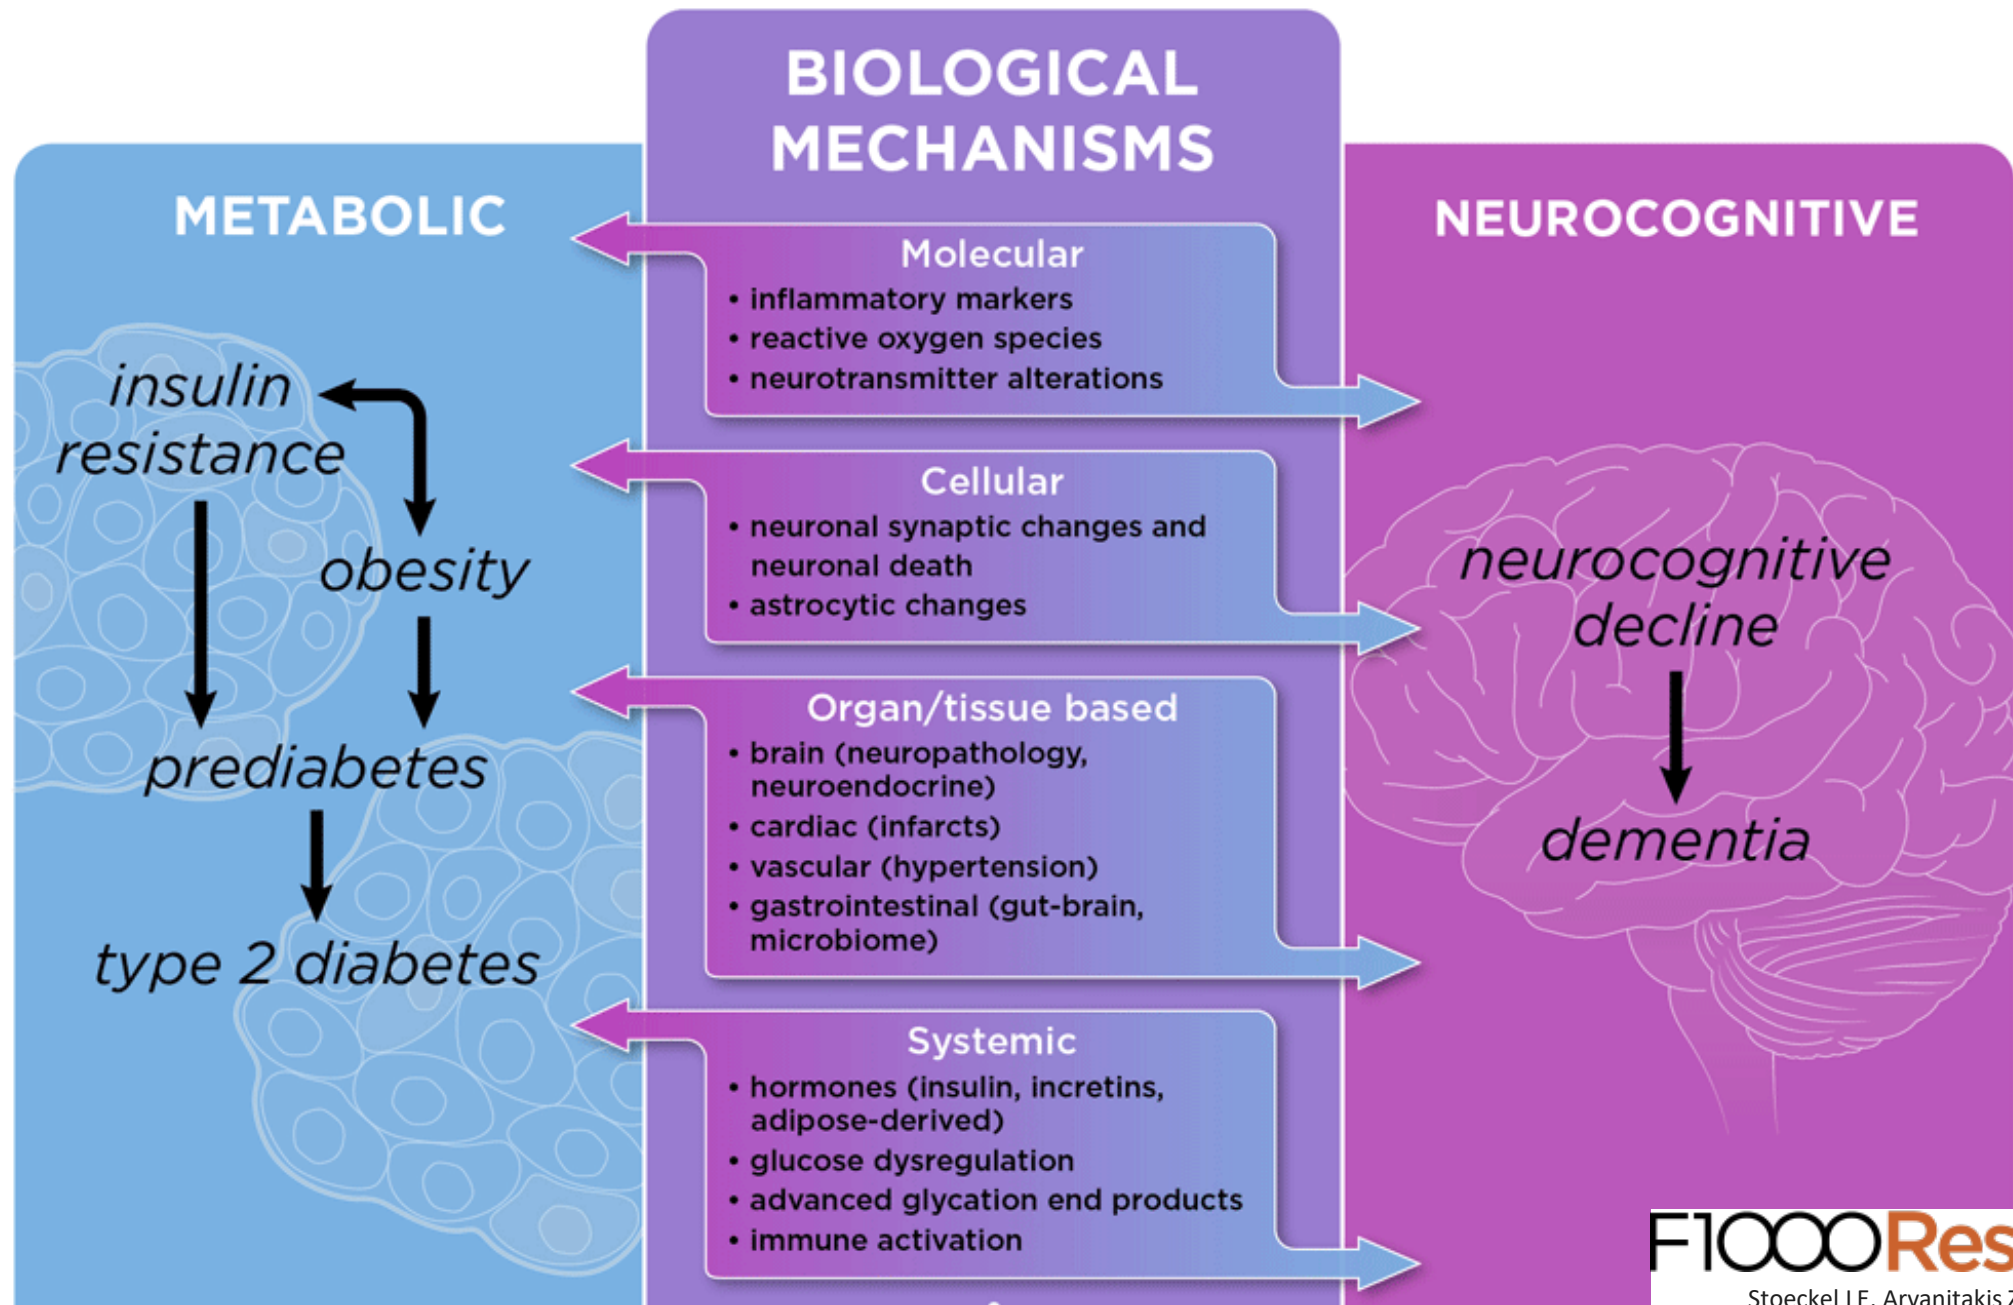 BIOLOGICAL
MECHANISMS
METABOLIC
insulin
resistance
obesity
prediabetes
type 2 diabetes
Molecular
• inflammatory markers
• reactive oxygen species
• neurotransmitter alterations
Cellular
• neuronal synaptic changes and
neuronal death
• astrocytic changes
Organ/tissue based
• brain (neuropathology,
neuroendocrine)
• cardiac (infarcts)
• vascular (hypertension)
• gastrointestinal (gut-brain,
microbiome)
Systemic
• hormones (insulin, incretins,
adipose-derived)
• glucose dysregulation
• advanced glycation end products
• immune activation
NEUROCOGNITIVE
neurocognitive
decline
dementia
F1000Res
Stoeckel LE, Arvanitakis